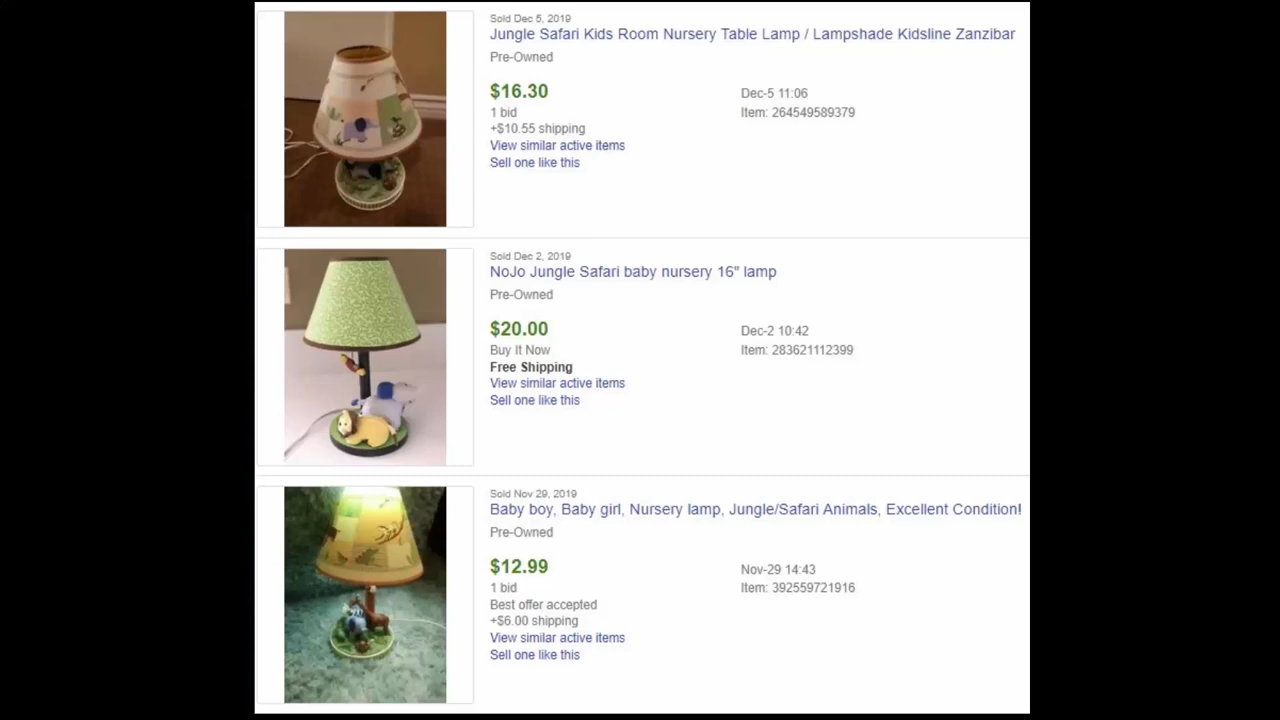 Sold Dec 5, 2019
Jungle Safari Kids Room Nursery Table Lamp / Lampshade Kidsline Zanzibar
Pre-Owned
$16.30
Dec-5 11:06
1 bid
Item: 264549589379
+$10.55 shipping
View similar active items
Sell one like this
Sold Dec 2, 2019
NoJo Jungle Safari baby nursery 16" lamp
Pre-Owned
$20.00
Dec-2 10:42
Buy It Now
Item: 283621112399
Free Shipping
View similar active items
Sell one like this
Sold Nov 29, 2019
Baby boy, Baby girl, Nursery lamp, Jungle/Safari Animals, Excellent Condition!
Pre-Owned
$12.99
Nov-29 14:43
1 bid
Item: 392559721916
Best offer accepted
+$6.00 shipping
View similar active items
Sell one like this